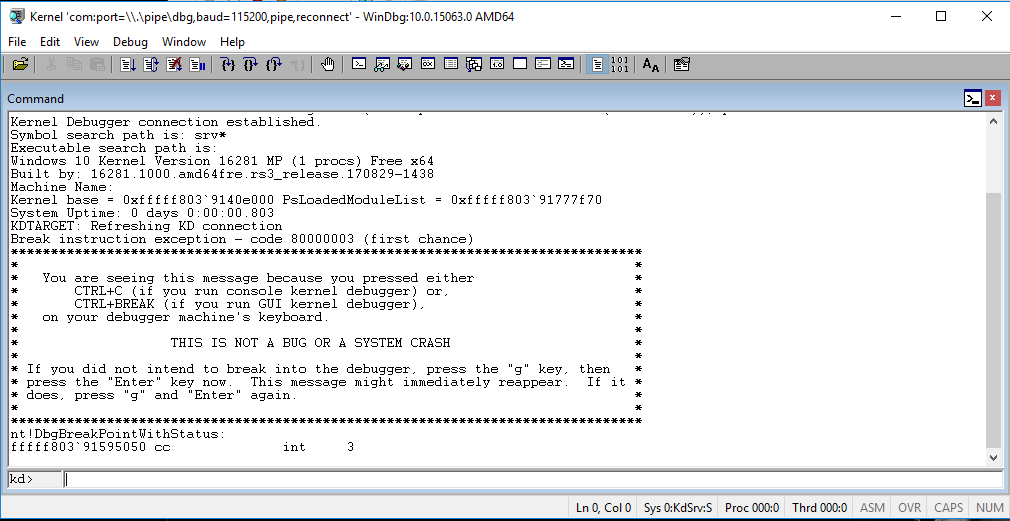 Kernel 'com:port=\\.\pipe\dbg,baud=115200,pipe,reconnect' - WinDbg:10.0.15063.0 AMD64
File Edit View Debug Window Help
Command
Kernel Debugger connection established.
Symbol search path is: srv*
Executable search path is:
Windows 10 Kernel Version 16281 MP (1 procs) Free x64
Built by: 16281.1000.amd64fre.rs3_release.170829-1438
Machine Name:
Kernel base = 0xfffff803`9140e000 PsLoadedModuleList = 0xfffff803`91777f70
System Uptime: 0 days 0:00:00.803
KDTARGET: Refreshing KD connection
Break instruction exception - code 80000003 (first chance)
*******************************************************************************
*                                                                             *
*   You are seeing this message because you pressed either                    *
*       CTRL+C (if you run console kernel debugger) or,                       *
*       CTRL+BREAK (if you run GUI kernel debugger),                          *
*   on your debugger machine's keyboard.                                      *
*                                                                             *
*                   THIS IS NOT A BUG OR A SYSTEM CRASH                       *
*                                                                             *
* If you did not intend to break into the debugger, press the "g" key, then   *
* press the "Enter" key now.  This message might immediately reappear.  If it *
* does, press "g" and "Enter" again.                                          *
*                                                                             *
*******************************************************************************
nt!DbgBreakPointWithStatus:
fffff803`91595050 cc              int     3
kd>
Ln 0, Col 0 Sys 0:KdSrv:S Proc 000:0 Thrd 000:0 ASM OVR CAPS NUM